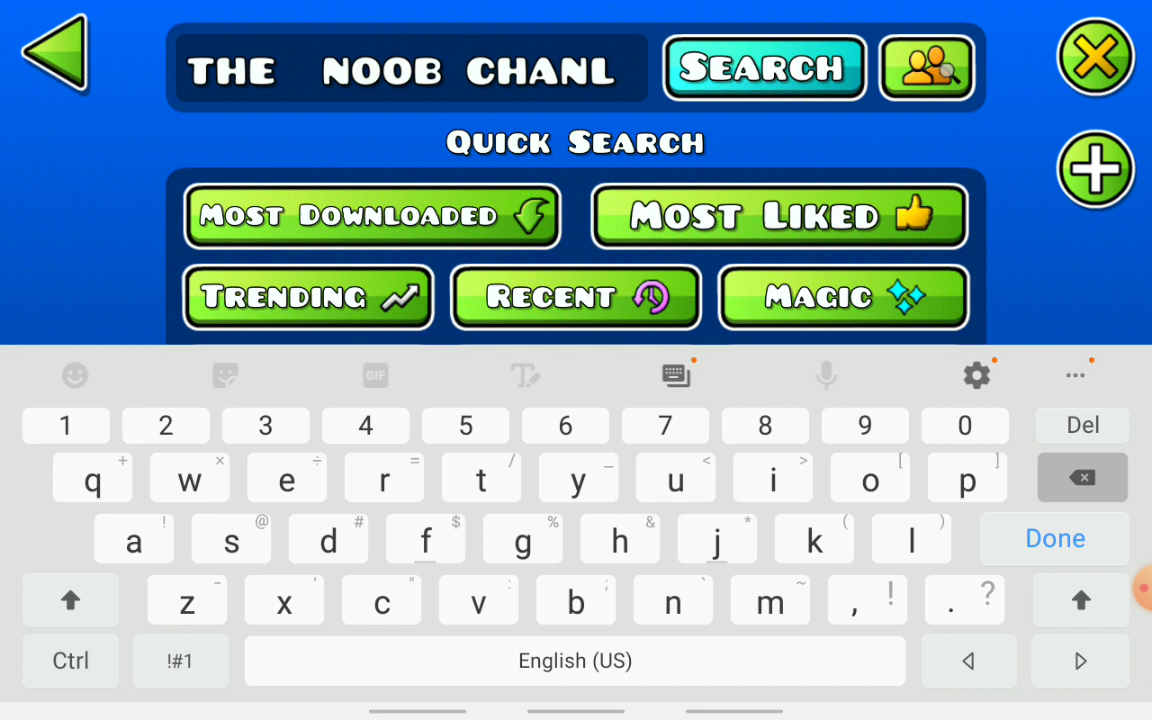 THE NOOB CHANL SEARCH
QUICK SEARCH
MOST DOWNLOADED MOST LIKED
TRENDING RECENT MAGIC
GIF T
1 2 3 4 5 6 7 8 9 0 Del
+ × ÷ = / _ < > [ ]
q w e r t y u i o p
! @ # $ % & * ( )
a s d f g h j k l Done
- ' " : ; ` ~ ! ?
z x c v b n m , .
Ctrl !#1 English (US)